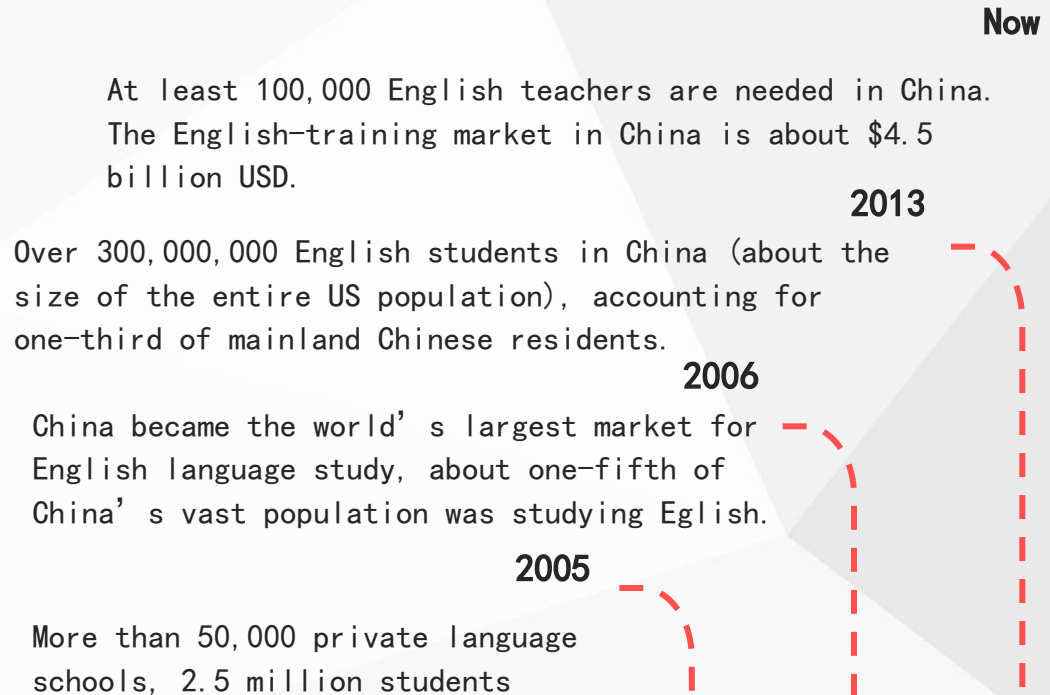 Now
At least 100,000 English teachers are needed in China.
The English-training market in China is about $4.5
billion USD.
2013
Over 300,000,000 English students in China (about the
size of the entire US population), accounting for
one-third of mainland Chinese residents.
2006
China became the world’s largest market for
English language study, about one-fifth of
China’s vast population was studying Eglish.
2005
More than 50,000 private language
schools, 2.5 million students